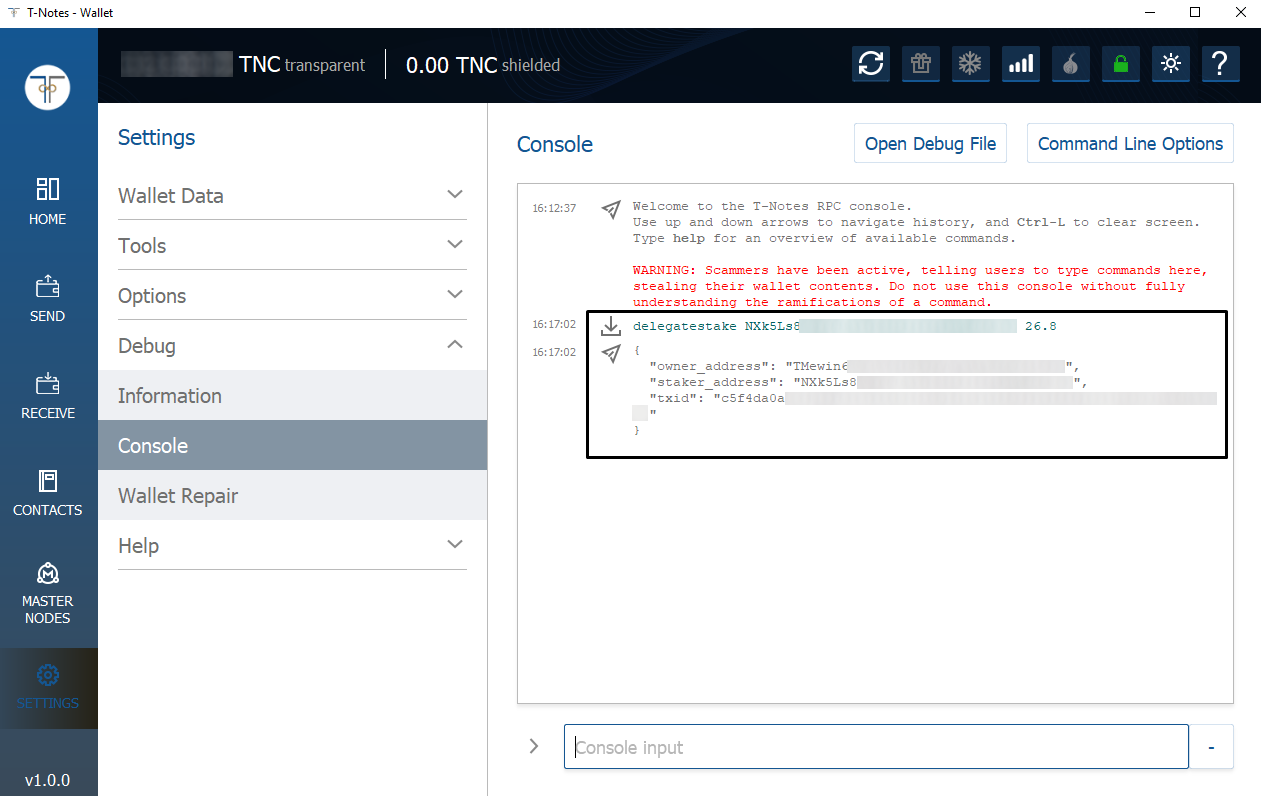 T-Notes - Wallet
TNC transparent
0.00 TNC shielded
HOME
SEND
RECEIVE
CONTACTS
MASTER
NODES
SETTINGS
v1.0.0
Settings
Wallet Data
Tools
Options
Debug
Information
Console
Wallet Repair
Help
Console
Open Debug File
Command Line Options
16:12:37
Welcome to the T-Notes RPC console.
Use up and down arrows to navigate history, and Ctrl-L to clear screen.
Type help for an overview of available commands.
WARNING: Scammers have been active, telling users to type commands here,
stealing their wallet contents. Do not use this console without fully
understanding the ramifications of a command.
16:17:02
delegatestake NXk5Ls8 26.8
16:17:02
{
"owner_address": "TMewin6 ",
"staker_address": "NXk5Ls8 ",
"txid": "c5f4da0a
"
}
Console input
-